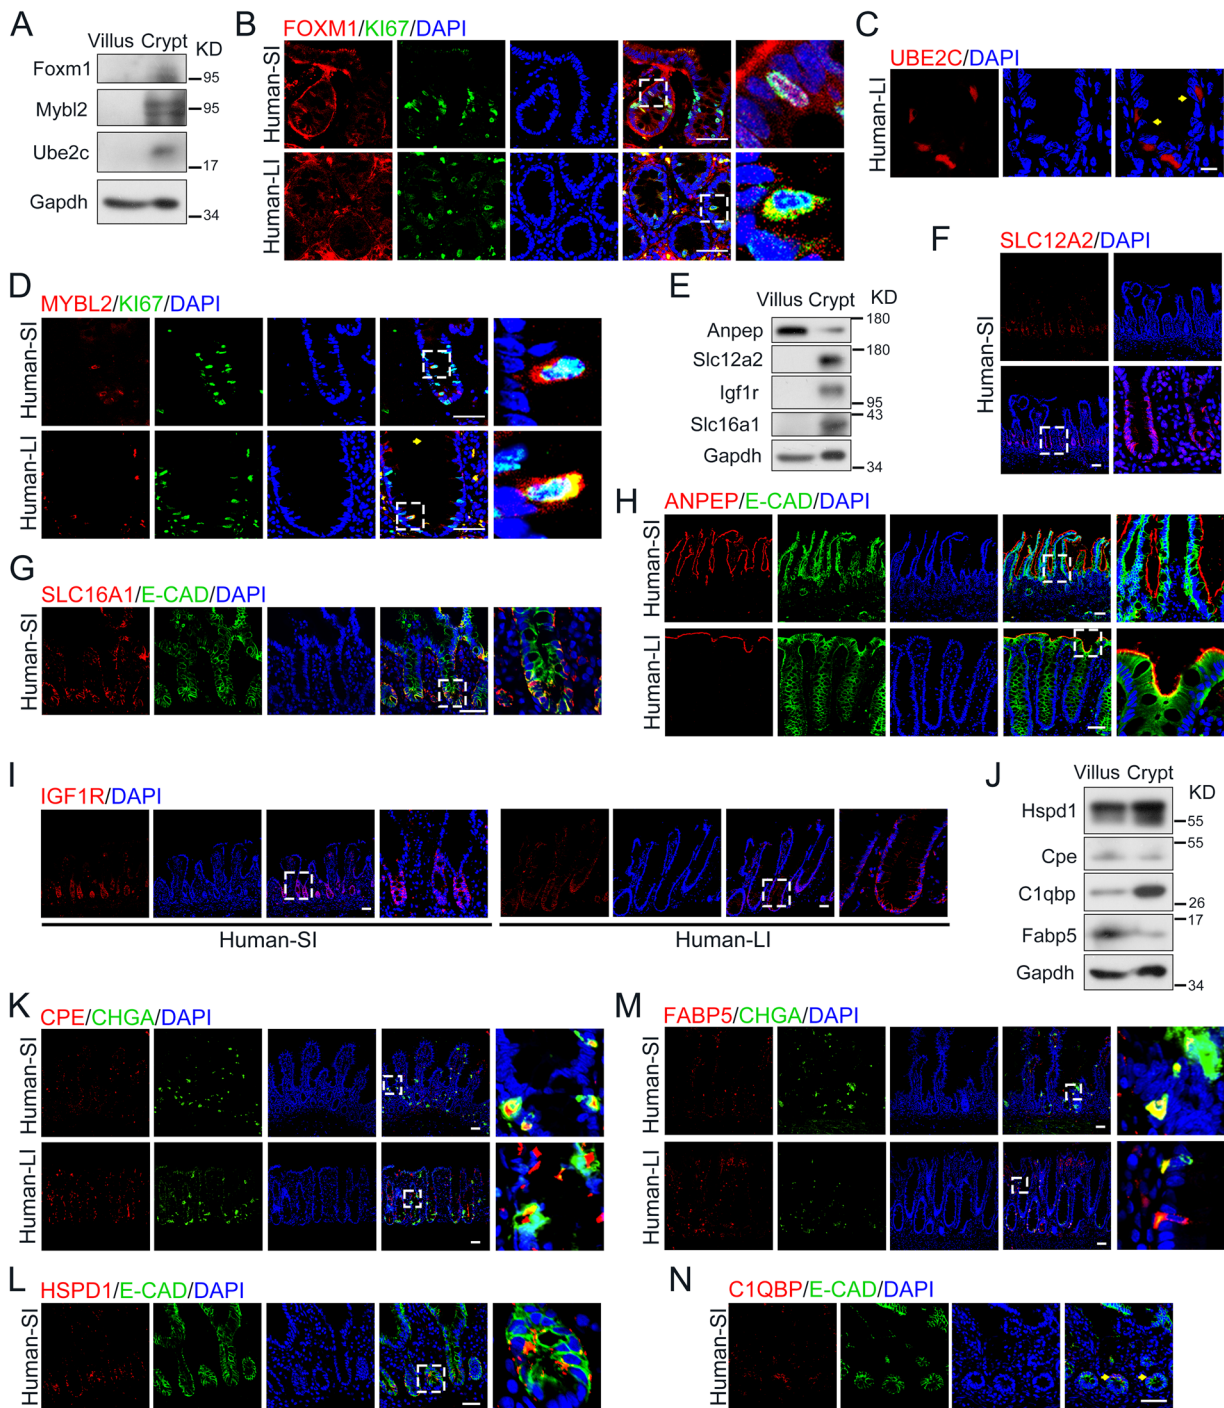 A
Villus Crypt KD
Foxm1
95
Mybl2
95
Ube2c
17
Gapdh
34
B
FOXM1/KI67/DAPI
Human-SI
Human-LI
C
UBE2C/DAPI
Human-LI
D
MYBL2/KI67/DAPI
Human-SI
Human-LI
E
Villus Crypt KD
Anpep
180
Slc12a2
180
Igf1r
95
Slc16a1
43
Gapdh
34
F
SLC12A2/DAPI
Human-SI
G
SLC16A1/E-CAD/DAPI
Human-SI
H
ANPEP/E-CAD/DAPI
Human-SI
Human-LI
I
IGF1R/DAPI
Human-SI
Human-LI
J
Villus Crypt
KD
Hspd1
55
Cpe
55
C1qbp
26
Fabp5
17
Gapdh
34
K
CPE/CHGA/DAPI
Human-SI
Human-LI
L
HSPD1/E-CAD/DAPI
Human-SI
M
FABP5/CHGA/DAPI
Human-SI
Human-LI
N
C1QBP/E-CAD/DAPI
Human-SI